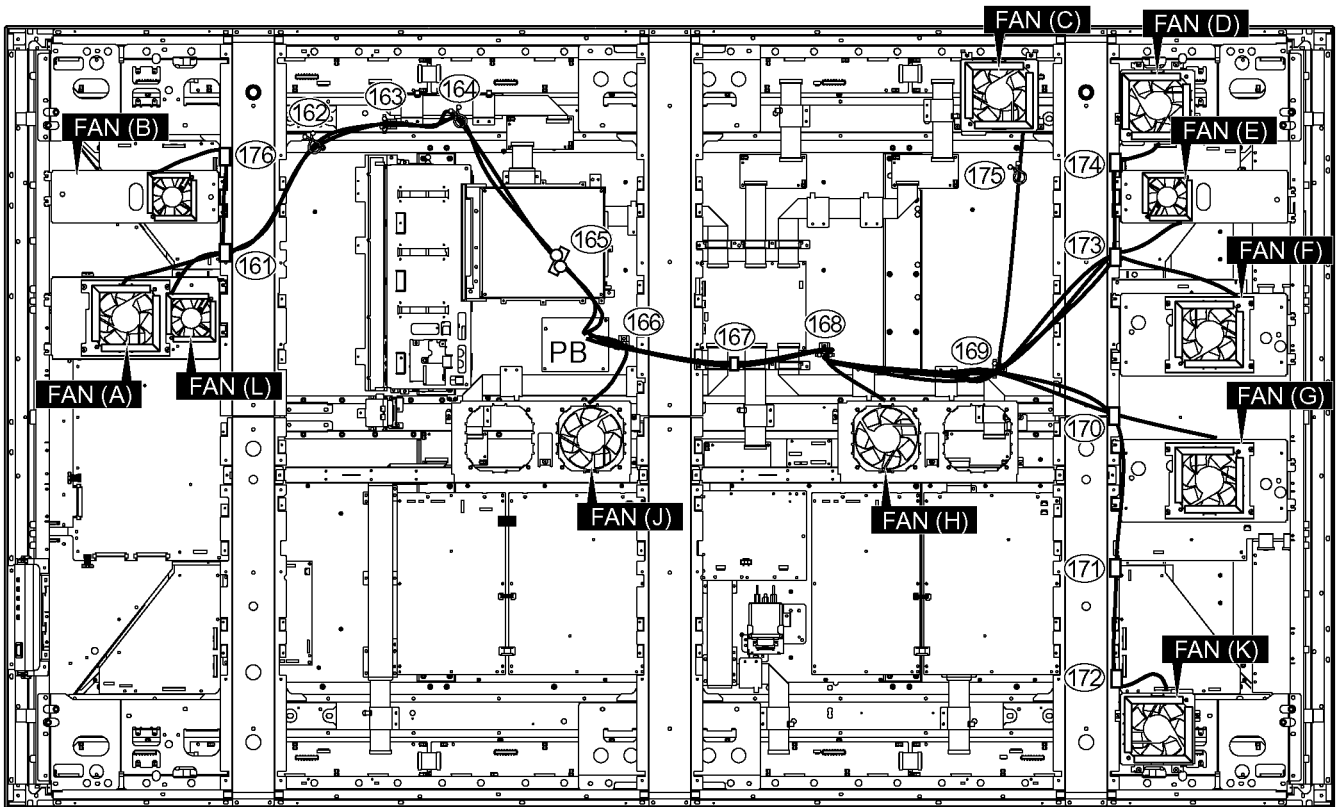 FAN (C)
FAN (D)
FAN (B)
162
163
164
FAN (E)
176
174
175
161
165
173
FAN (F)
166
PB
167
168
169
FAN (A)
FAN (L)
FAN (G)
170
FAN (J)
FAN (H)
171
FAN (K)
172